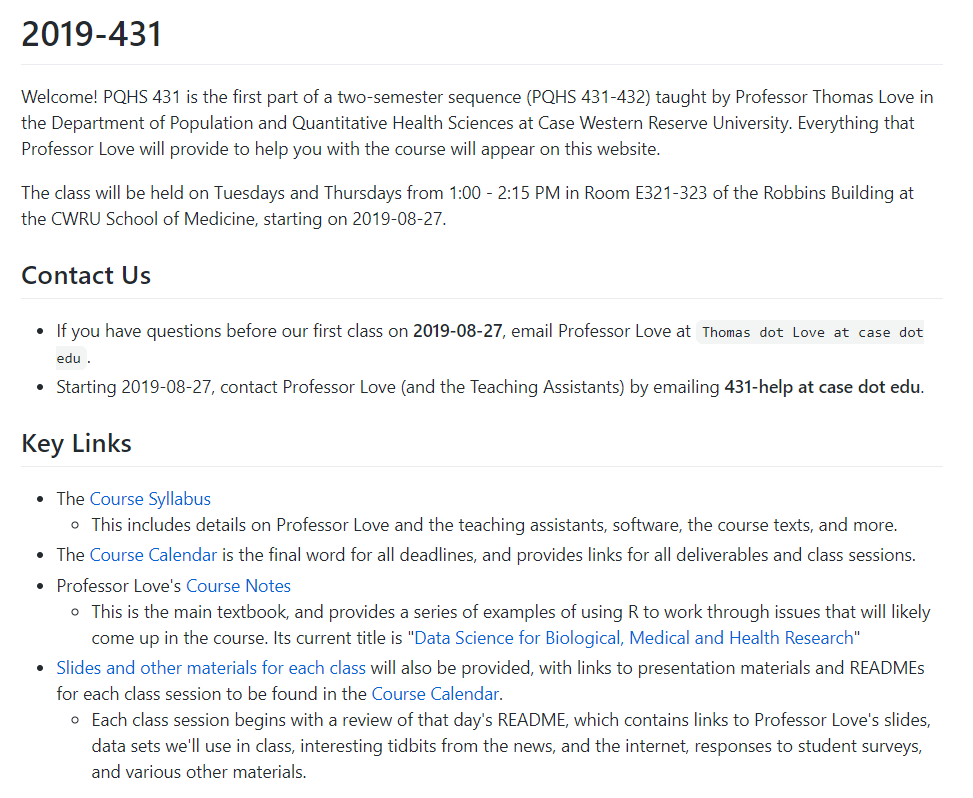 2019-431
Welcome! PQHS 431 is the first part of a two-semester sequence (PQHS 431-432) taught by Professor Thomas Love in
the Department of Population and Quantitative Health Sciences at Case Western Reserve University. Everything that
Professor Love will provide to help you with the course will appear on this website.
The class will be held on Tuesdays and Thursdays from 1:00 - 2:15 PM in Room E321-323 of the Robbins Building at
the CWRU School of Medicine, starting on 2019-08-27.
Contact Us
• If you have questions before our first class on 2019-08-27, email Professor Love at Thomas dot Love at case dot
edu .
• Starting 2019-08-27, contact Professor Love (and the Teaching Assistants) by emailing 431-help at case dot edu.
Key Links
• The Course Syllabus
◦ This includes details on Professor Love and the teaching assistants, software, the course texts, and more.
• The Course Calendar is the final word for all deadlines, and provides links for all deliverables and class sessions.
• Professor Love's Course Notes
◦ This is the main textbook, and provides a series of examples of using R to work through issues that will likely
come up in the course. Its current title is "Data Science for Biological, Medical and Health Research"
• Slides and other materials for each class will also be provided, with links to presentation materials and READMEs
for each class session to be found in the Course Calendar.
◦ Each class session begins with a review of that day's README, which contains links to Professor Love's slides,
data sets we'll use in class, interesting tidbits from the news, and the internet, responses to student surveys,
and various other materials.